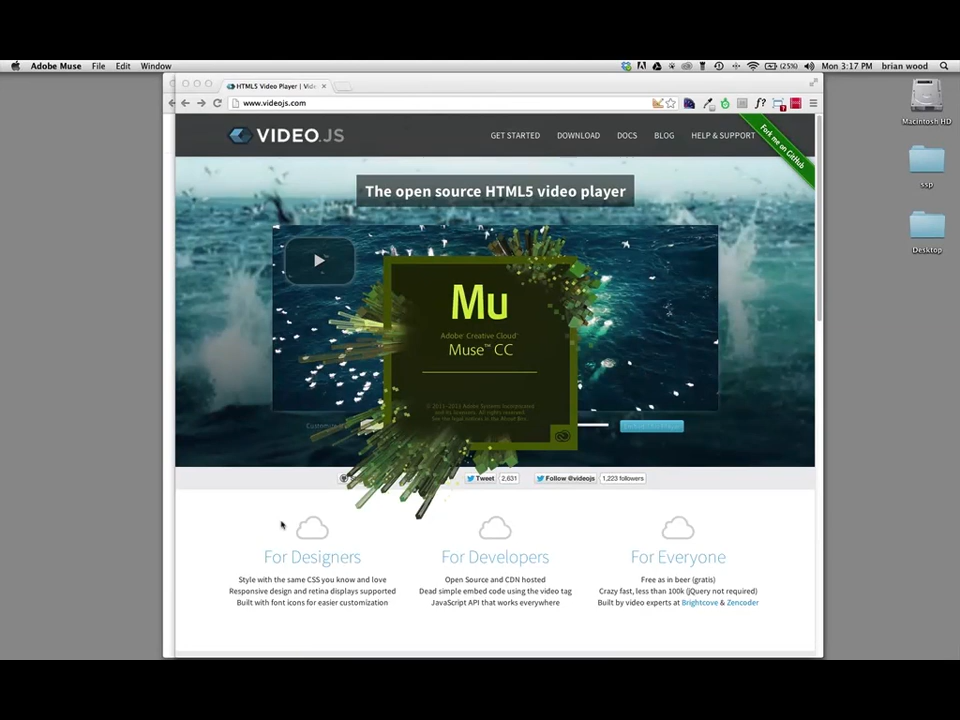 Adobe Muse File Edit Window
(25%) Mon 3:17 PM brian wood
HTML5 Video Player | Vide
www.videojs.com
f?
Macintosh HD
VIDEO.JS
GET STARTED DOWNLOAD DOCS BLOG HELP & SUPPORT
Fork me on GitHub
ssp
The open source HTML5 video player
Desktop
Mu
Adobe Creative Cloud™
Muse™ CC
Tweet 2,631 Follow @videojs 1,223 followers
For Designers
Style with the same CSS you know and love
Responsive design and retina displays supported
Built with font icons for easier customization
For Developers
Open Source and CDN hosted
Dead simple embed code using the video tag
JavaScript API that works everywhere
For Everyone
Free as in beer (gratis)
Crazy fast, less than 100k (jQuery not required)
Built by video experts at Brightcove & Zencoder